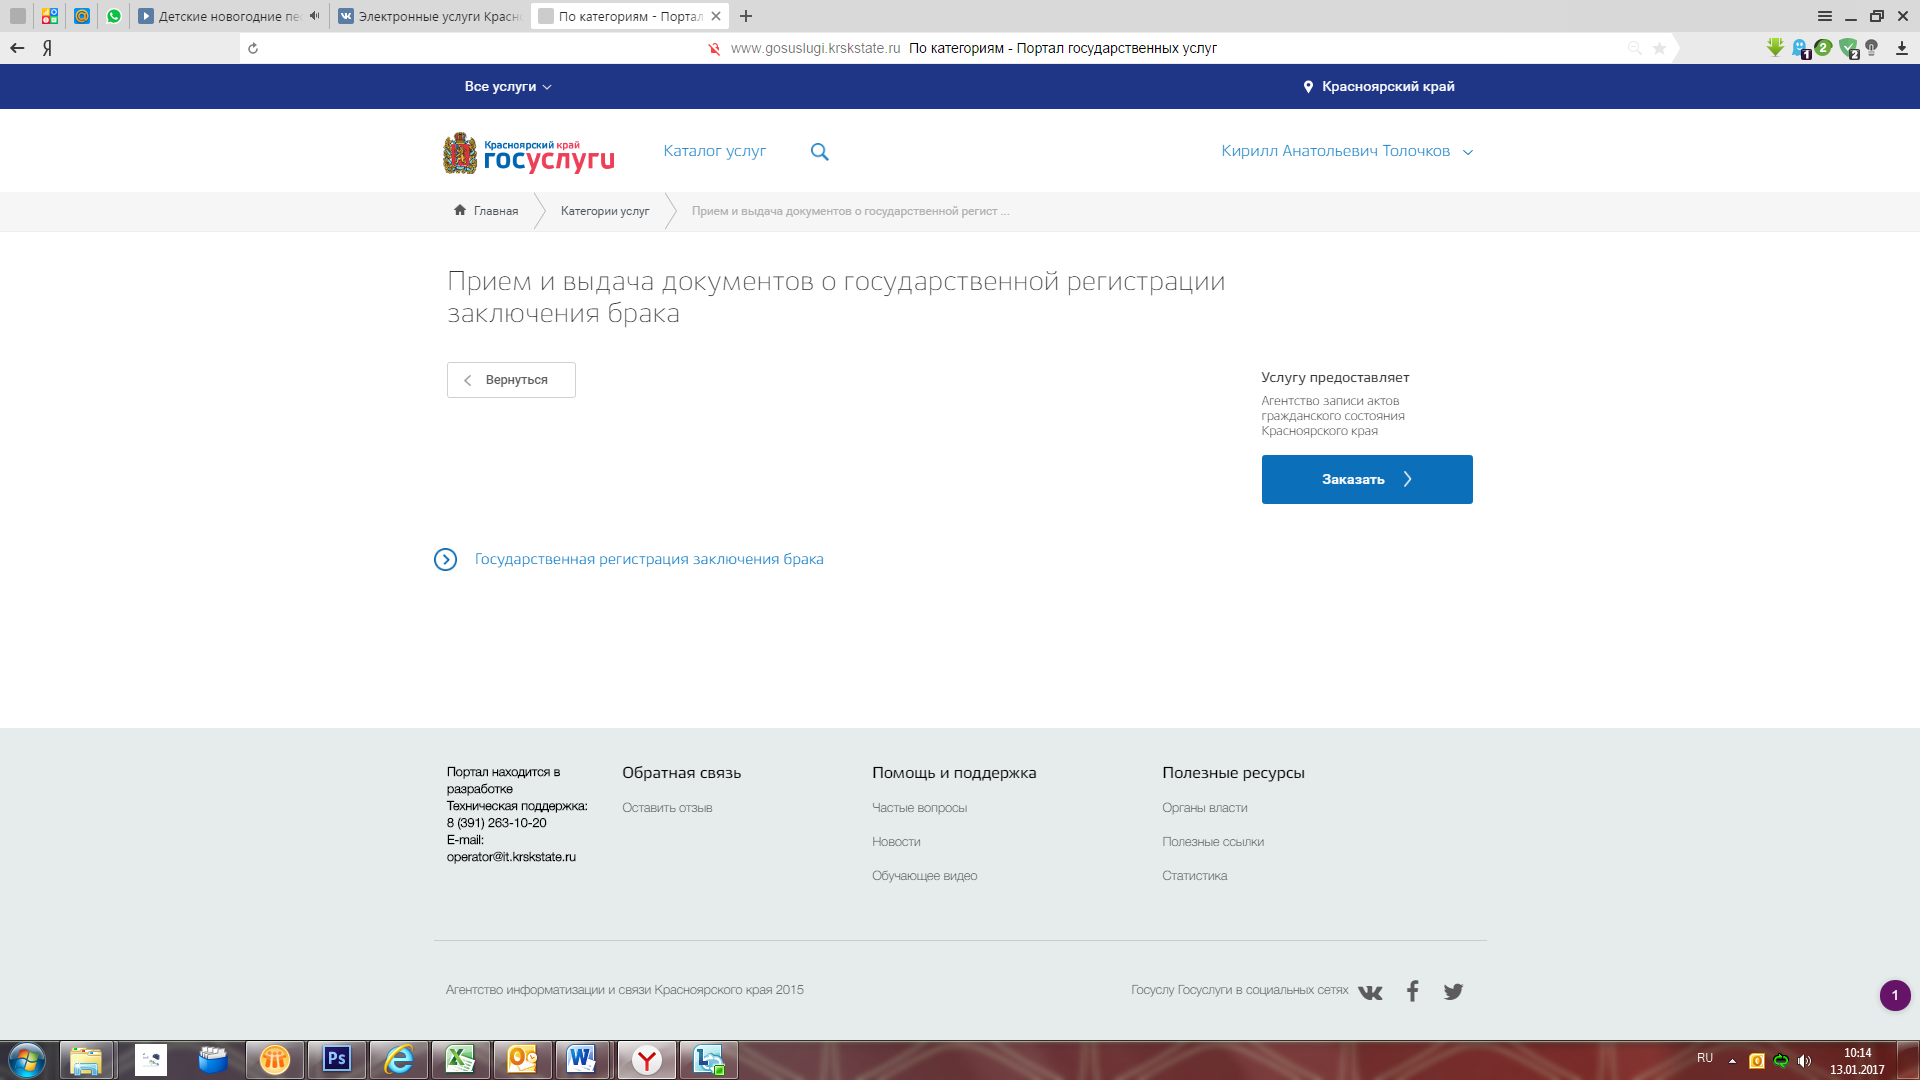 Детские новогодние пе
Электронные услуги Красн
По категориям - Портал
Я
www.gosuslugi.krskstate.ru По категориям - Портал государственных услуг
1
2
2
Все услуги
Красноярский край
Красноярский край
госуслуги
Каталог услуг
Кирилл Анатольевич Толочков
Главная
Категории услуг
Прием и выдача документов о государственной регист ...
Прием и выдача документов о государственной регистрации
заключения брака
Вернуться
Услугу предоставляет
Агентство записи актов
гражданского состояния
Красноярского края
Заказать
Государственная регистрация заключения брака
Портал находится в
разработке
Техническая поддержка:
8 (391) 263-10-20
E-mail:
operator@it.krskstate.ru
Обратная связь
Оставить отзыв
Помощь и поддержка
Частые вопросы
Новости
Обучающее видео
Полезные ресурсы
Органы власти
Полезные ссылки
Статистика
Агентство информатизации и связи Красноярского края 2015
Госуслу Госуслуги в социальных сетях
1
Ps
RU
10:14
13.01.2017